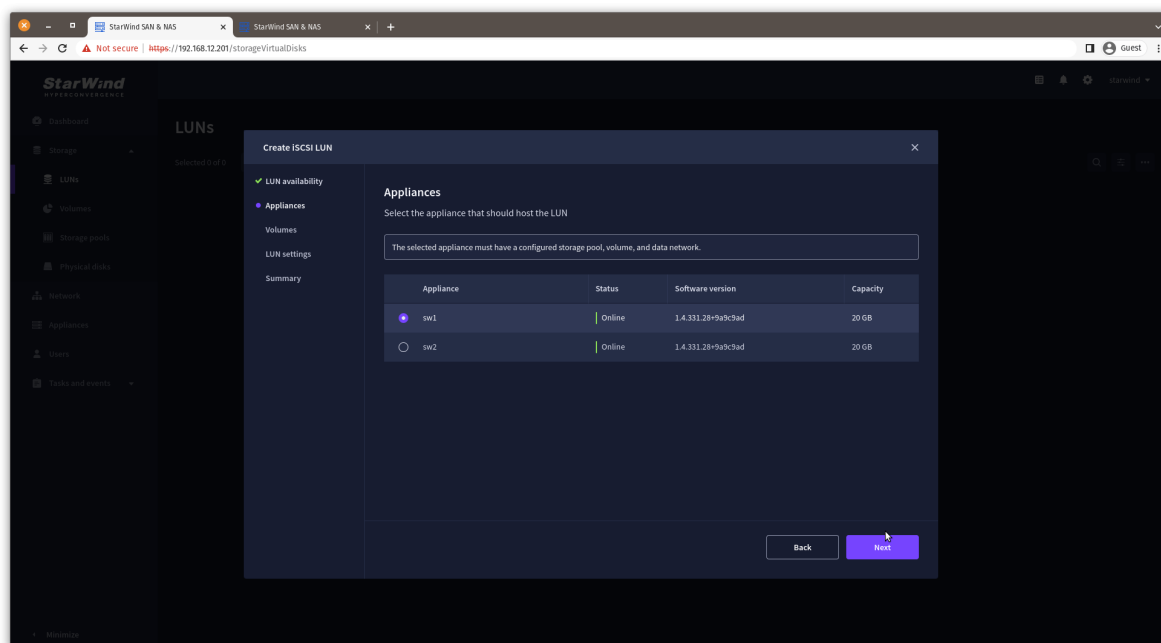 StarWind SAN & NAS
StarWind SAN & NAS
Not secure https://192.168.12.201/storageVirtualDisks
Guest
StarWind
HYPERCONVERGENCE
starwind
Dashboard
LUNs
Storage
Selected 0 of 0
LUNs
Volumes
Storage pools
Physical disks
Network
Appliances
Users
Tasks and events
Minimize
Create iSCSI LUN
LUN availability
Appliances
Volumes
LUN settings
Summary
Appliances
Select the appliance that should host the LUN
The selected appliance must have a configured storage pool, volume, and data network.
Appliance Status Software version Capacity
sw1 Online 1.4.331.28+9a9c9ad 20 GB
sw2 Online 1.4.331.28+9a9c9ad 20 GB
Back Next